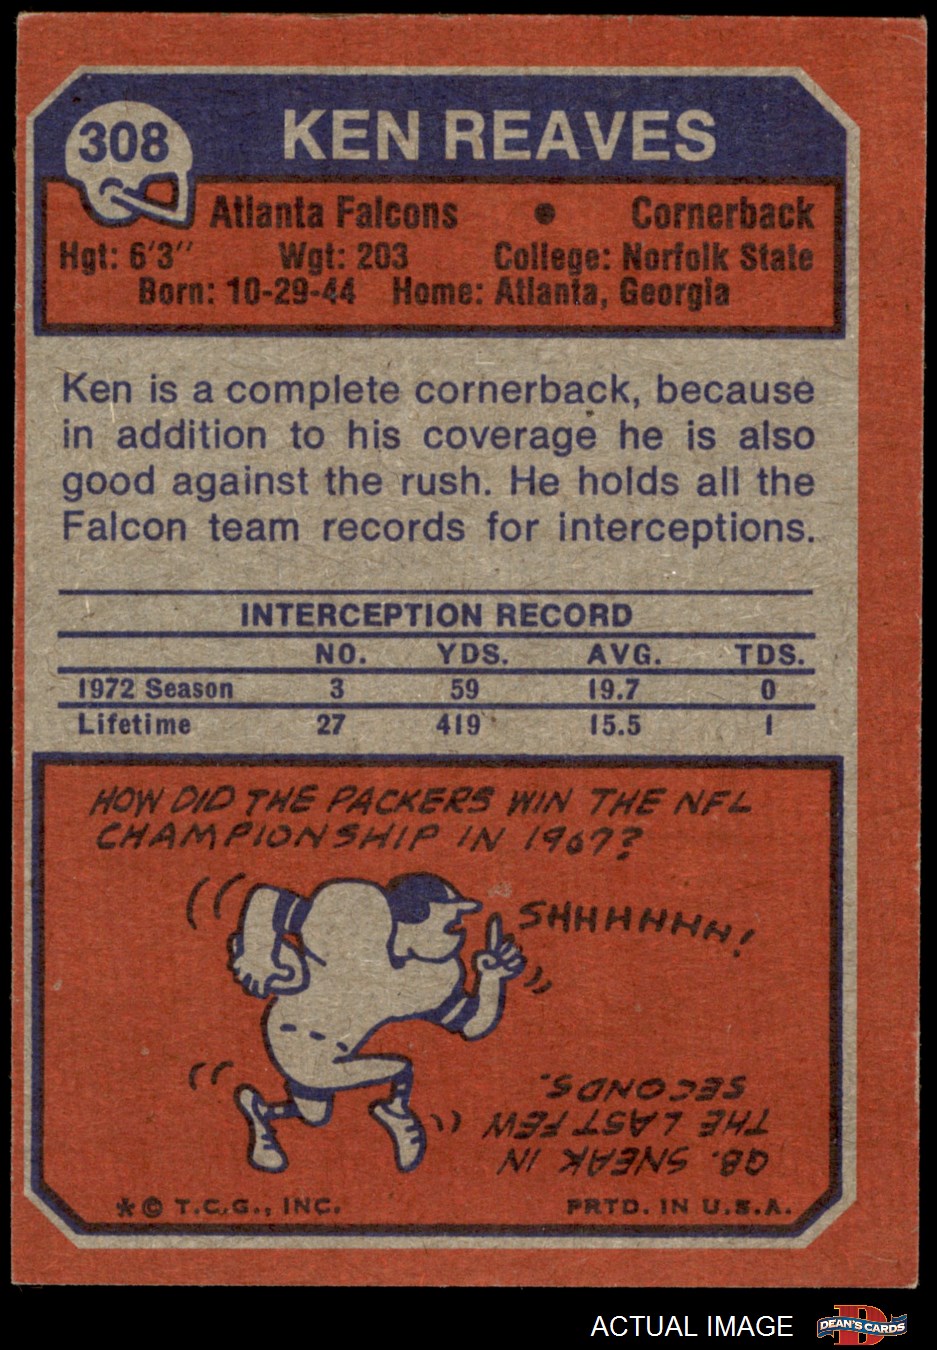 308
KEN REAVES
Atlanta Falcons • Cornerback
Hgt: 6'3" Wgt: 203 College: Norfolk State
Born: 10-29-44 Home: Atlanta, Georgia
Ken is a complete cornerback, because
in addition to his coverage he is also
good against the rush. He holds all the
Falcon team records for interceptions.
INTERCEPTION RECORD
NO. YDS. AVG. TDS.
1972 Season 3 59 19.7 0
Lifetime 27 419 15.5 1
HOW DID THE PACKERS WIN THE NFL
CHAMPIONSHIP IN 1967?
SHHHHHH!
QB. SNEAK IN
THE LAST FEW
SECONDS.
* © T.C.G., INC. PRTD. IN U.S.A.
ACTUAL IMAGE
DEAN'S CARDS